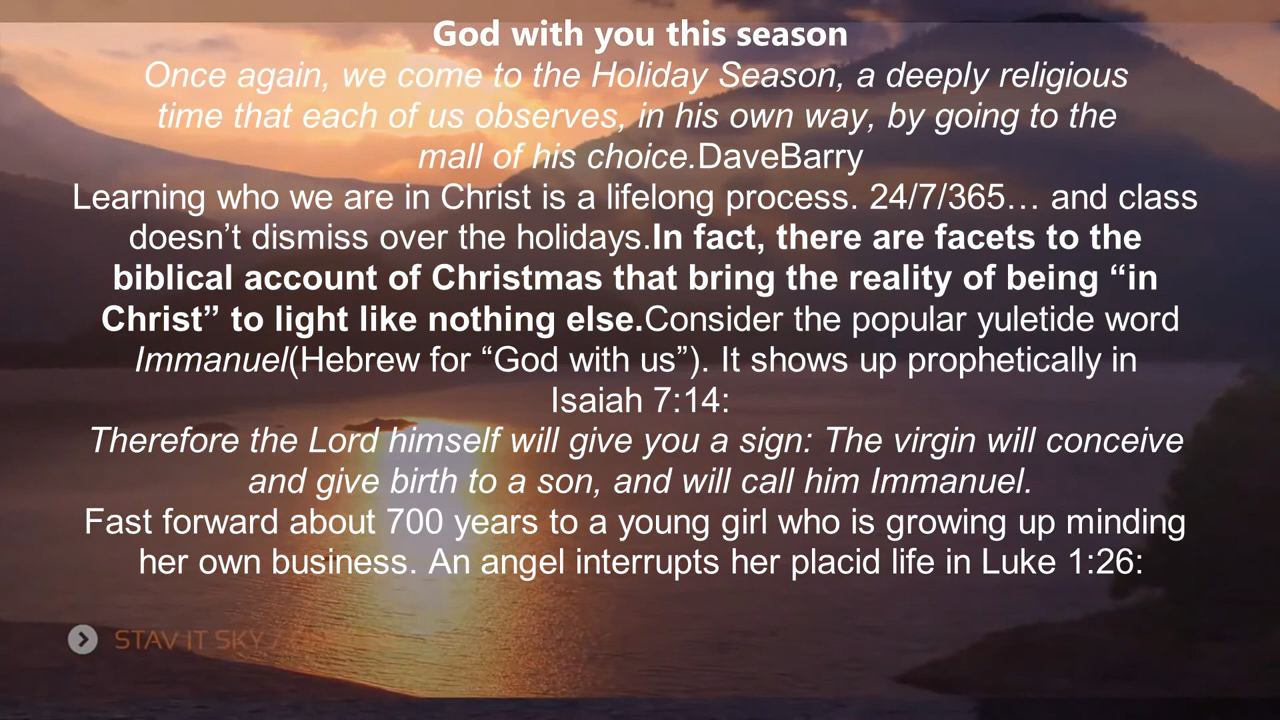 God with you this season
Once again, we come to the Holiday Season, a deeply religious
time that each of us observes, in his own way, by going to the
mall of his choice.DaveBarry
Learning who we are in Christ is a lifelong process. 24/7/365… and class
doesn’t dismiss over the holidays.In fact, there are facets to the
biblical account of Christmas that bring the reality of being “in
Christ” to light like nothing else.Consider the popular yuletide word
Immanuel(Hebrew for “God with us”). It shows up prophetically in
Isaiah 7:14:
Therefore the Lord himself will give you a sign: The virgin will conceive
and give birth to a son, and will call him Immanuel.
Fast forward about 700 years to a young girl who is growing up minding
her own business. An angel interrupts her placid life in Luke 1:26:
STAV IT SKY /